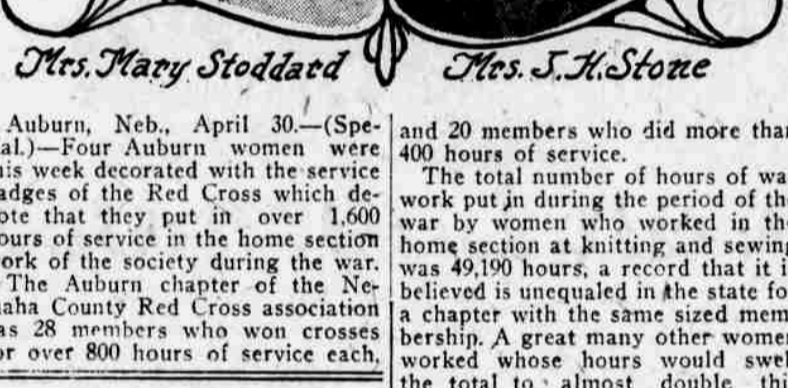 Mrs. Mary Stoddard
Mrs. J. H. Stone
Auburn, Neb., April 30.—(Spe-
al.)—Four Auburn women were
his week decorated with the service
adges of the Red Cross which de-
ote that they put in over 1,600
ours of service in the home section
ork of the society during the war.
The Auburn chapter of the Ne-
aha County Red Cross association
as 28 members who won crosses
or over 800 hours of service each,
and 20 members who did more than
400 hours of service.
The total number of hours of wa
work put in during the period of th
war by women who worked in the
home section at knitting and sewing
was 49,190 hours, a record that it i
believed is unequaled in the state fo
a chapter with the same sized mem
bership. A great many other women
worked whose hours would swel
the total to almost double thi